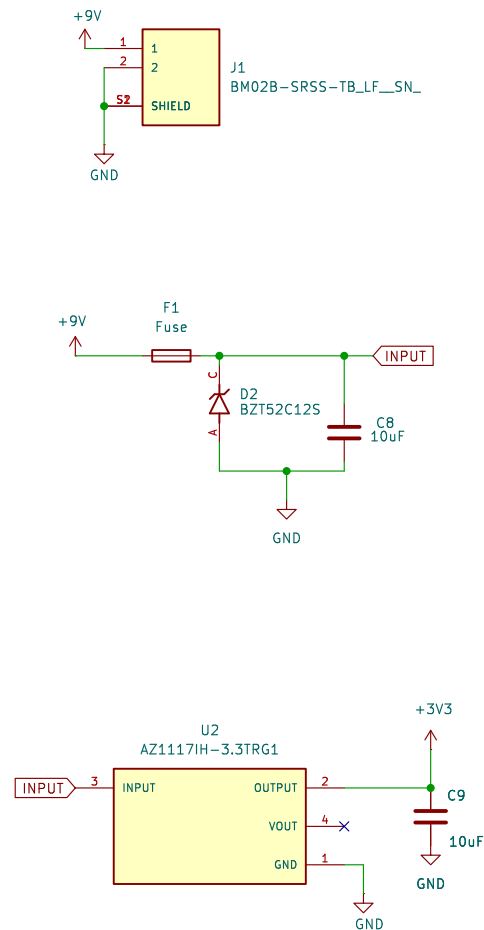 +9V
1
1
2
2
SHIELD
J1
BM02B-SRSS-TB_LF__SN_
GND
F1
Fuse
+9V
INPUT
C
D2
BZT52C12S
A
C8
10uF
GND
+3V3
U2
AZ1117IH-3.3TRG1
INPUT
3
INPUT
OUTPUT
2
C9
VOUT
4
10uF
GND
1
GND
GND